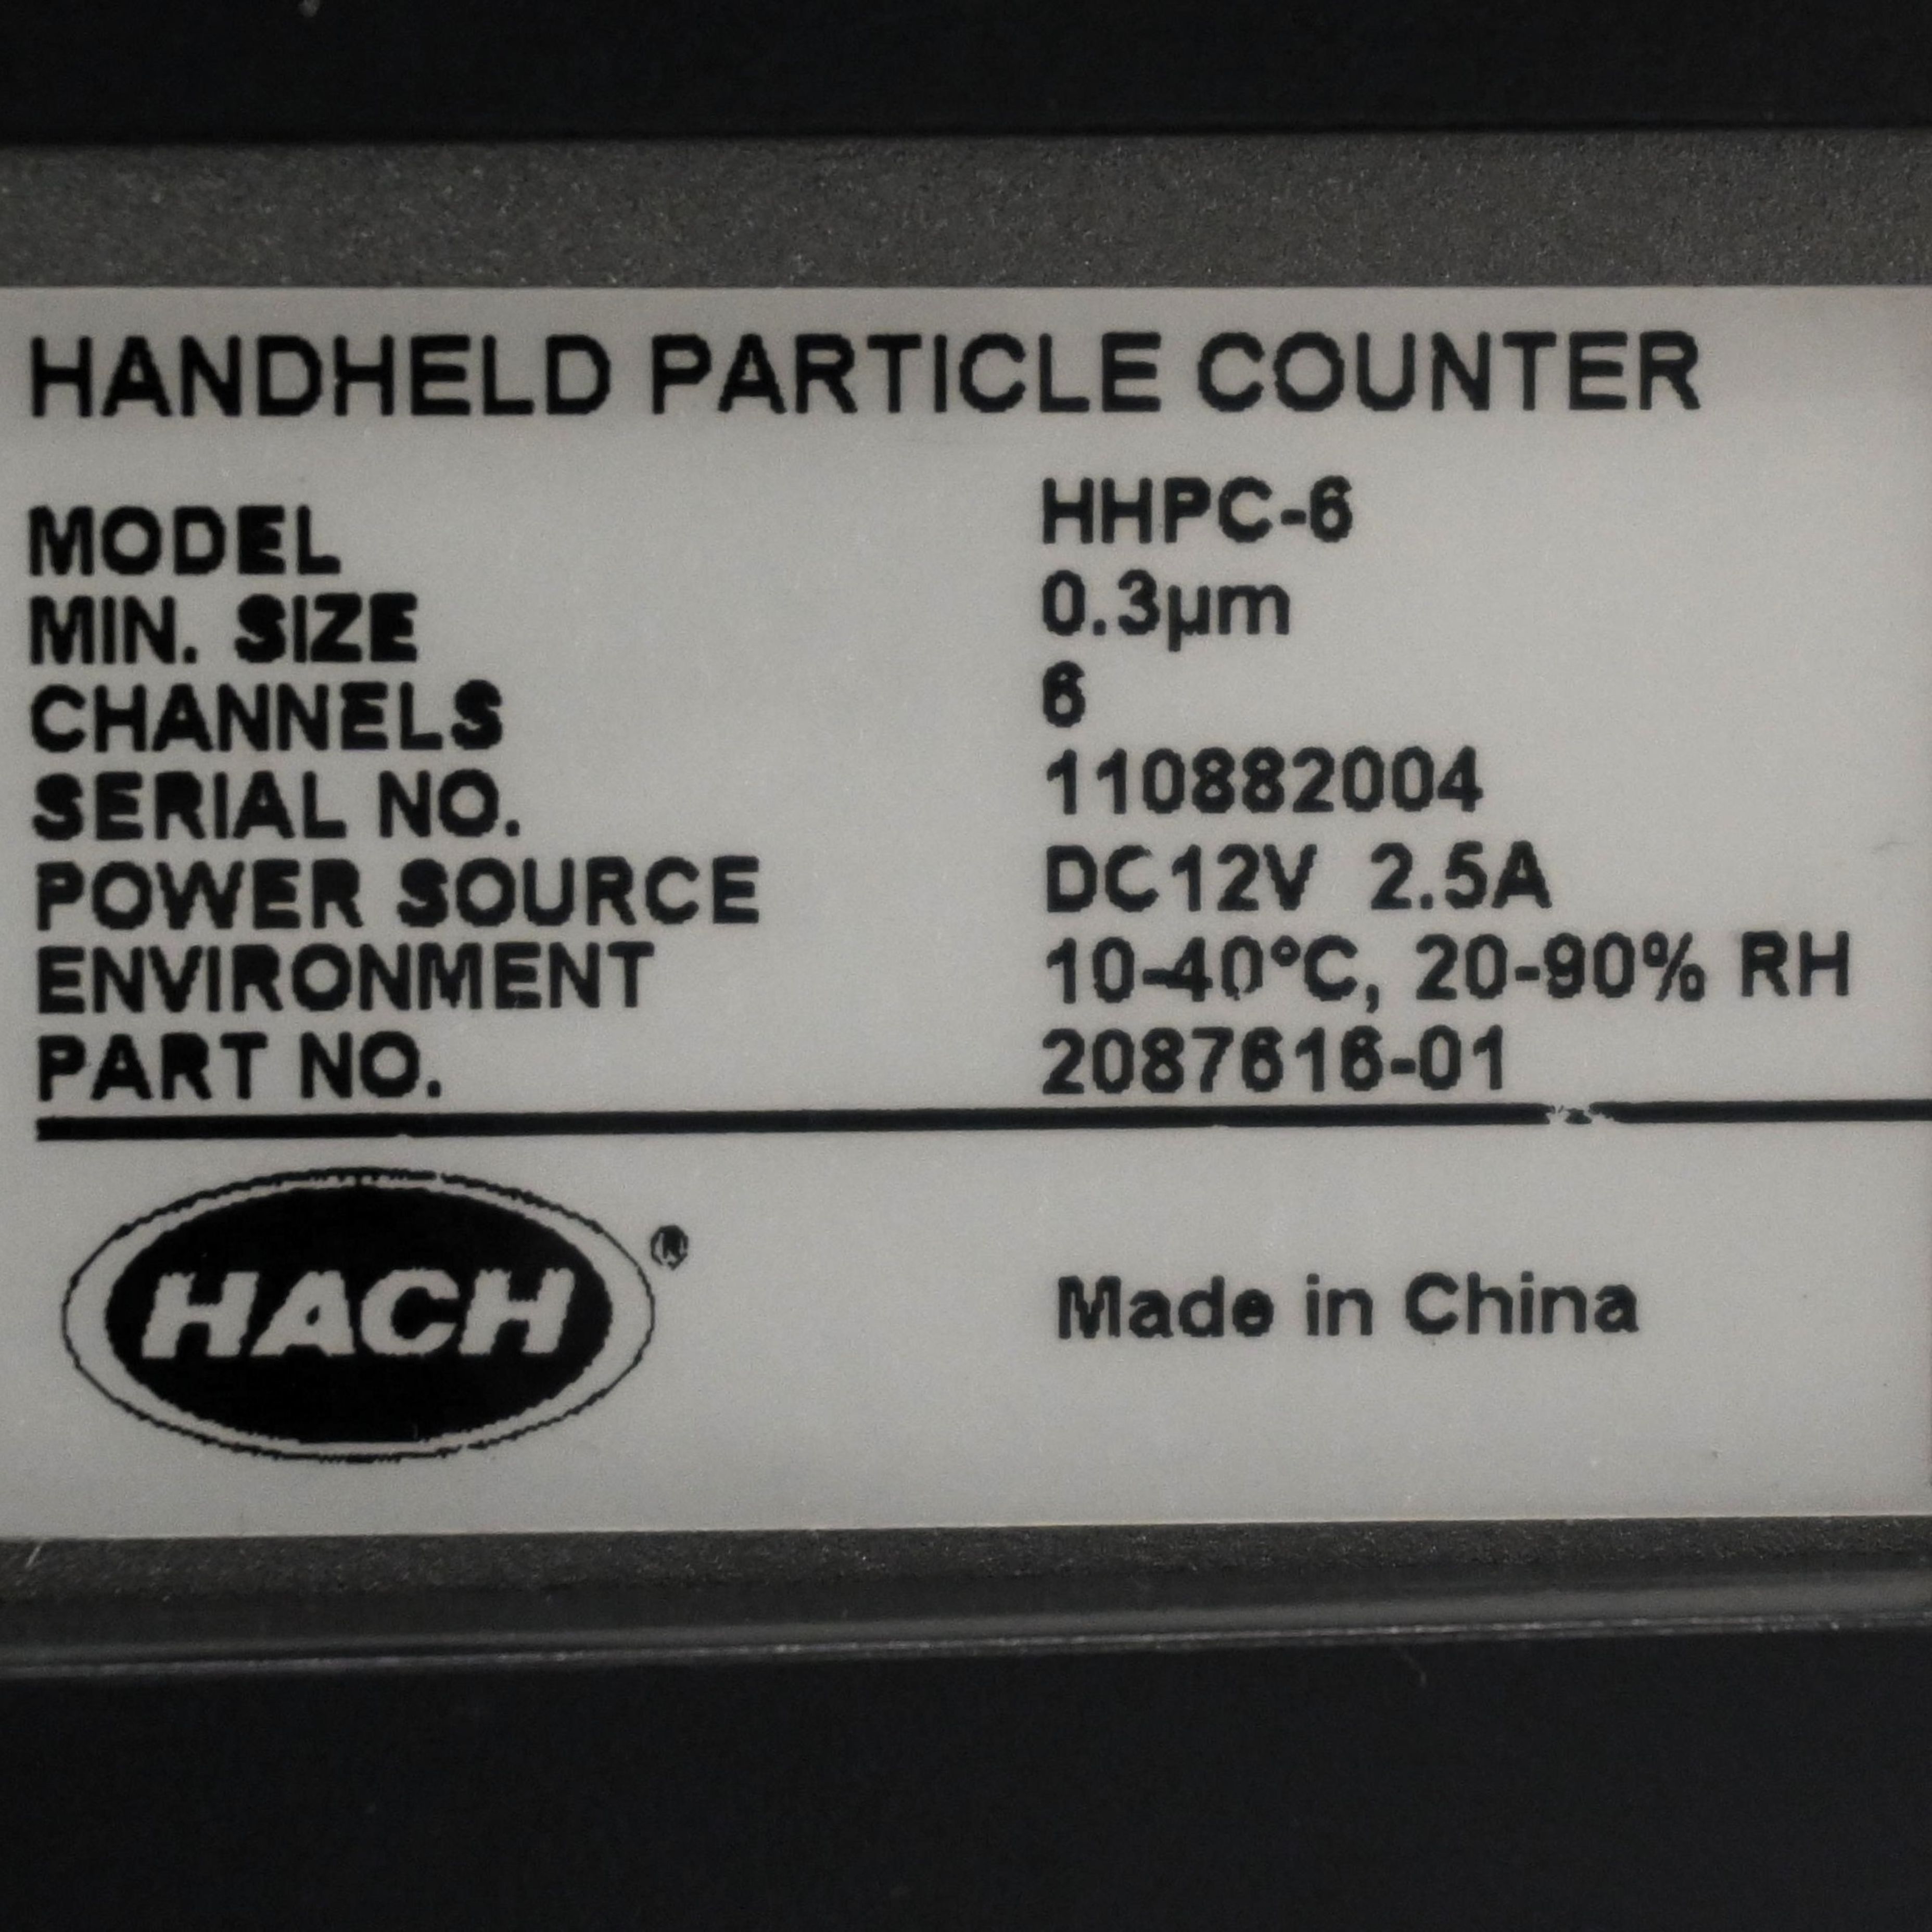 HANDHELD PARTICLE COUNTER
MODEL HHPC-6
MIN. SIZE 0.3µm
CHANNELS 6
SERIAL NO. 110882004
POWER SOURCE DC12V 2.5A
ENVIRONMENT 10-40°C, 20-90% RH
PART NO. 2087616-01
HACH®
Made in China